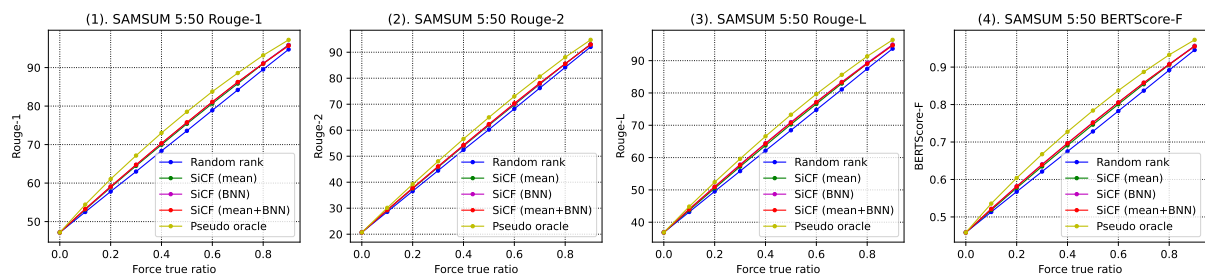 (1). SAMSUM 5:50 Rouge-1
Rouge-1
90
80
70
60
50
0.0 0.2 0.4 0.6 0.8
Force true ratio
Random rank
SiCF (mean)
SiCF (BNN)
SiCF (mean+BNN)
Pseudo oracle
(2). SAMSUM 5:50 Rouge-2
Rouge-2
90
80
70
60
50
40
30
20
0.0 0.2 0.4 0.6 0.8
Force true ratio
Random rank
SiCF (mean)
SiCF (BNN)
SiCF (mean+BNN)
Pseudo oracle
(3). SAMSUM 5:50 Rouge-L
Rouge-L
90
80
70
60
50
40
0.0 0.2 0.4 0.6 0.8
Force true ratio
Random rank
SiCF (mean)
SiCF (BNN)
SiCF (mean+BNN)
Pseudo oracle
(4). SAMSUM 5:50 BERTScore-F
BERTScore-F
0.9
0.8
0.7
0.6
0.5
0.0 0.2 0.4 0.6 0.8
Force true ratio
Random rank
SiCF (mean)
SiCF (BNN)
SiCF (mean+BNN)
Pseudo oracle